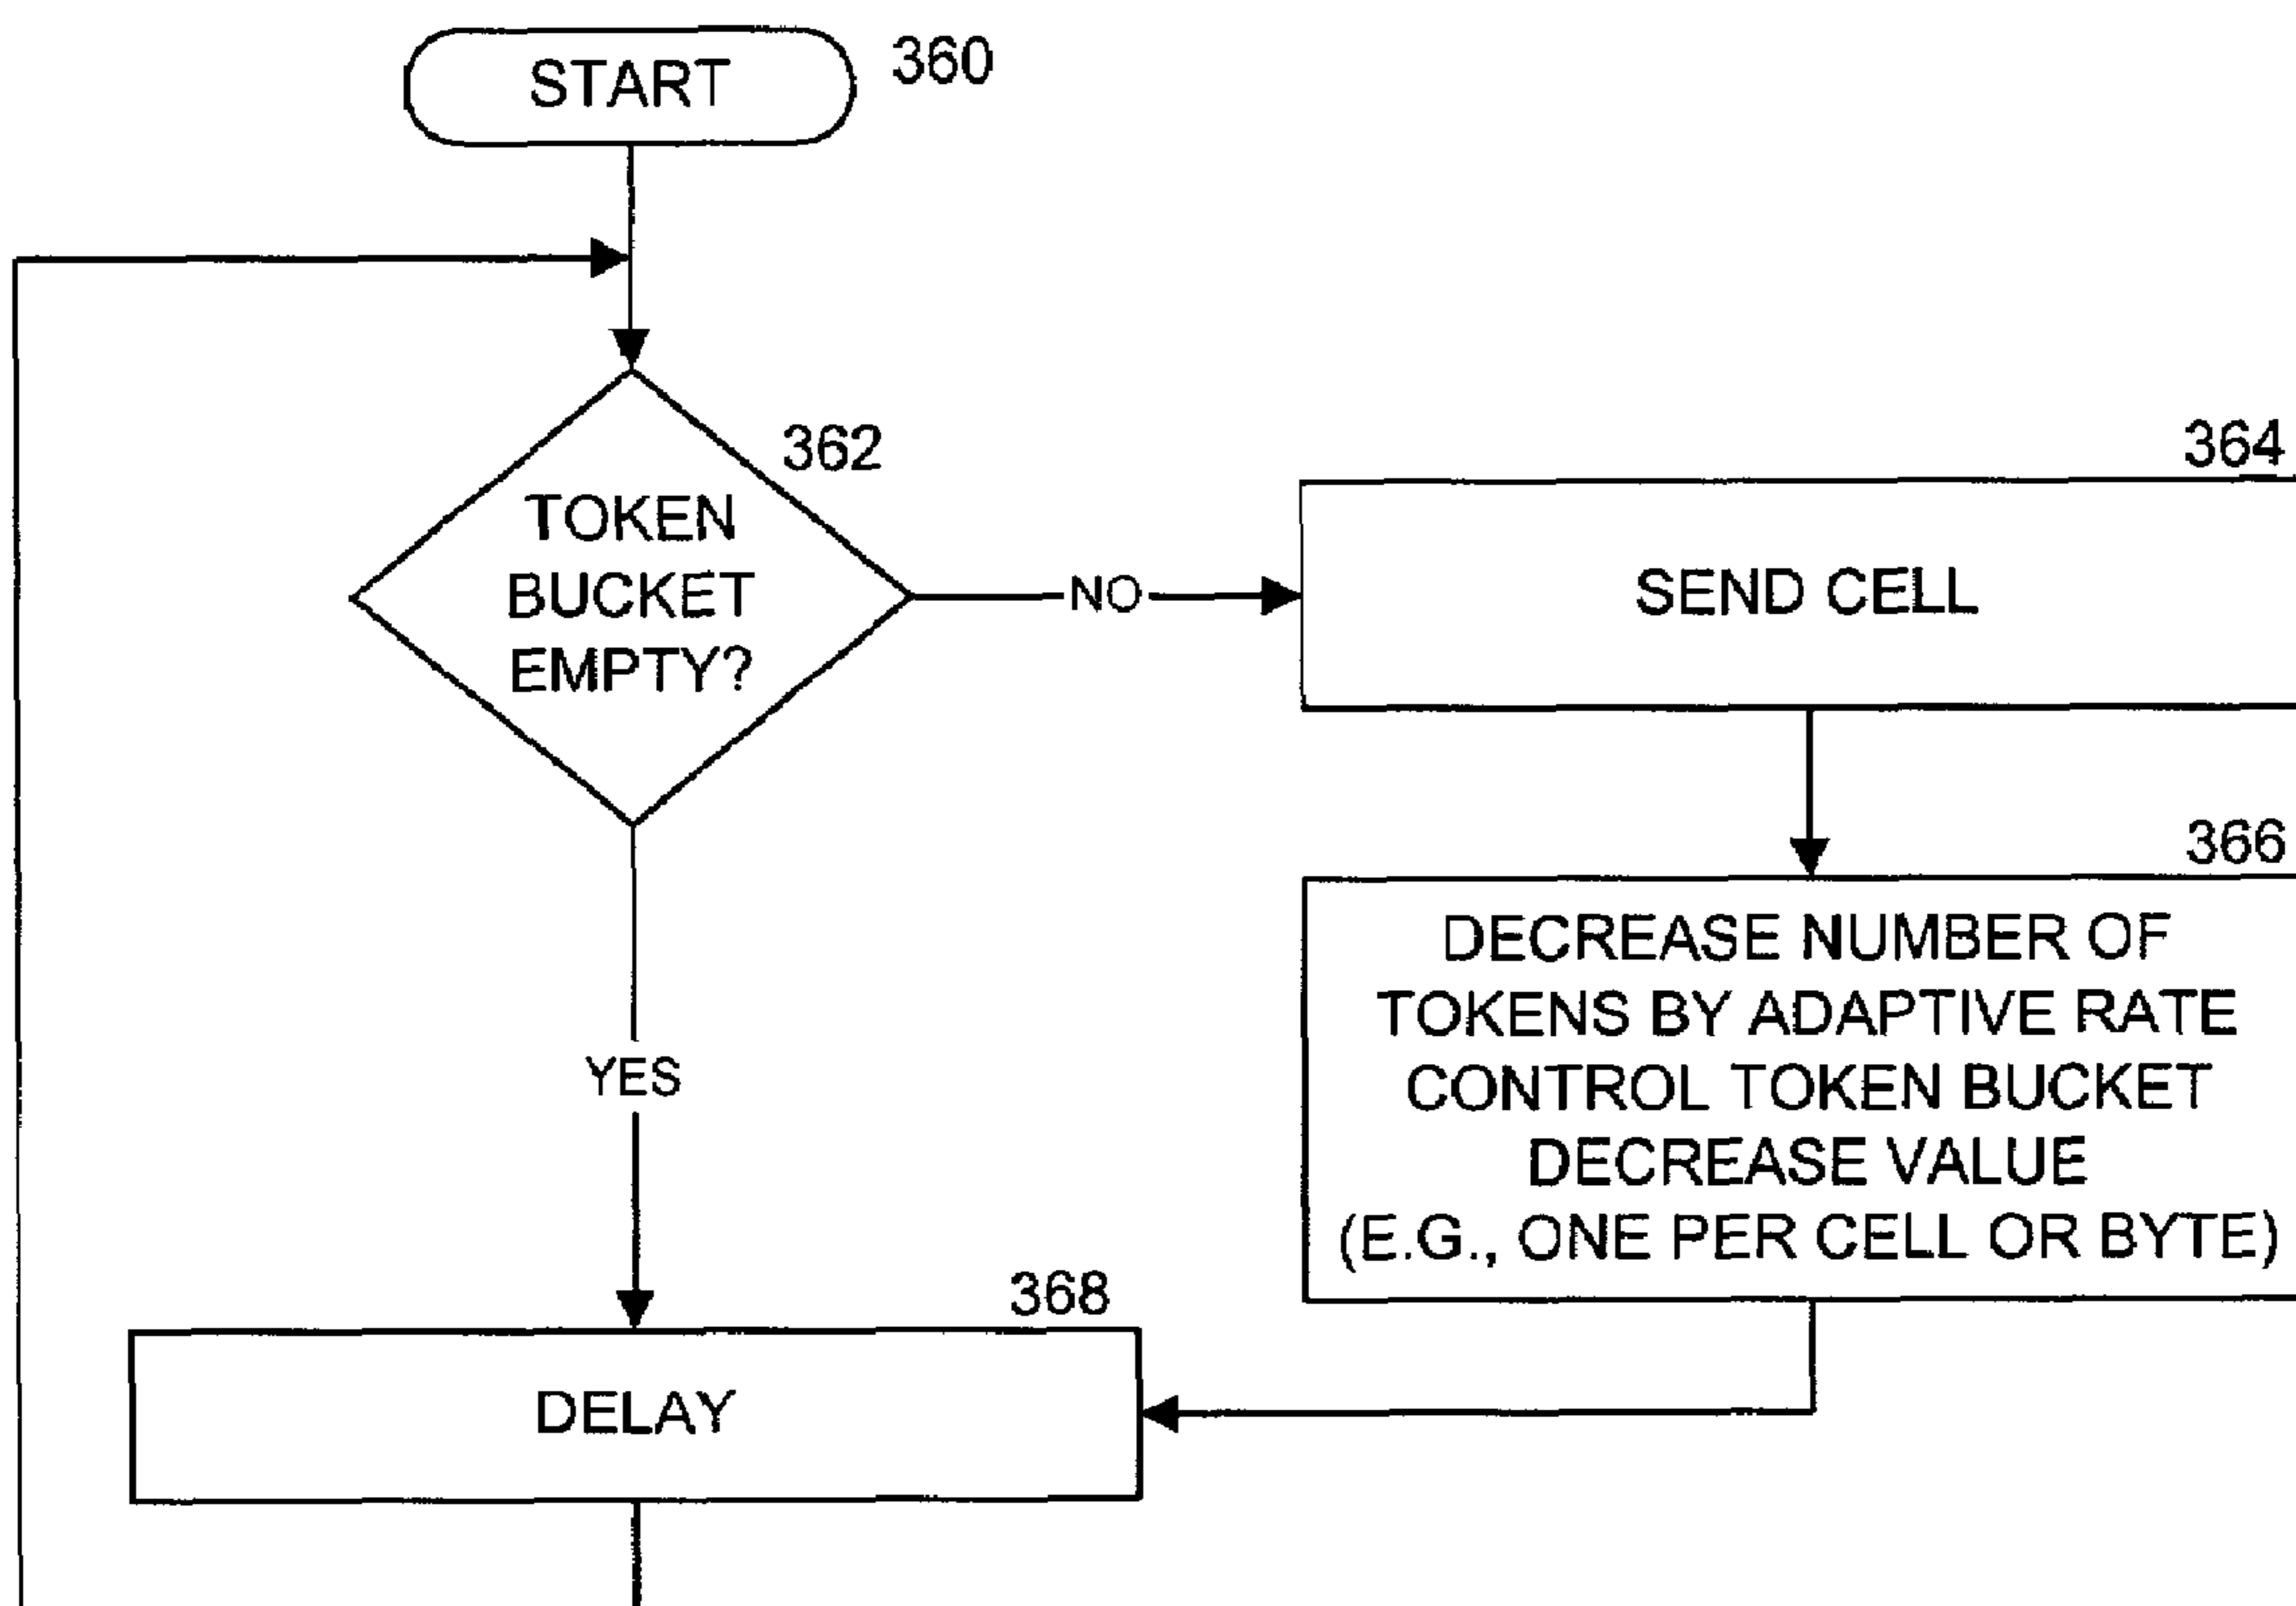 START
360
362
TOKEN
BUCKET
EMPTY?
NO
364
SEND CELL
366
DECREASE NUMBER OF
TOKENS BY ADAPTIVE RATE
CONTROL TOKEN BUCKET
DECREASE VALUE
(E.G., ONE PER CELL OR BYTE)
YES
368
DELAY